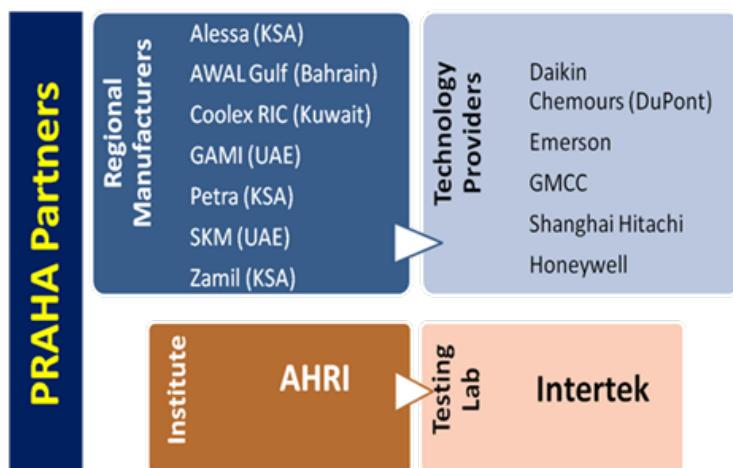 PRAHA Partners
Regional
Manufacturers
Alessa (KSA)
AWAL Gulf (Bahrain)
Coolex RIC (Kuwait)
GAMI (UAE)
Petra (KSA)
SKM (UAE)
Zamil (KSA)
Technology
Providers
Daikin
Chemours (DuPont)
Emerson
GMCC
Shanghai Hitachi
Honeywell
Institute
AHRI
Testing
Lab
Intertek